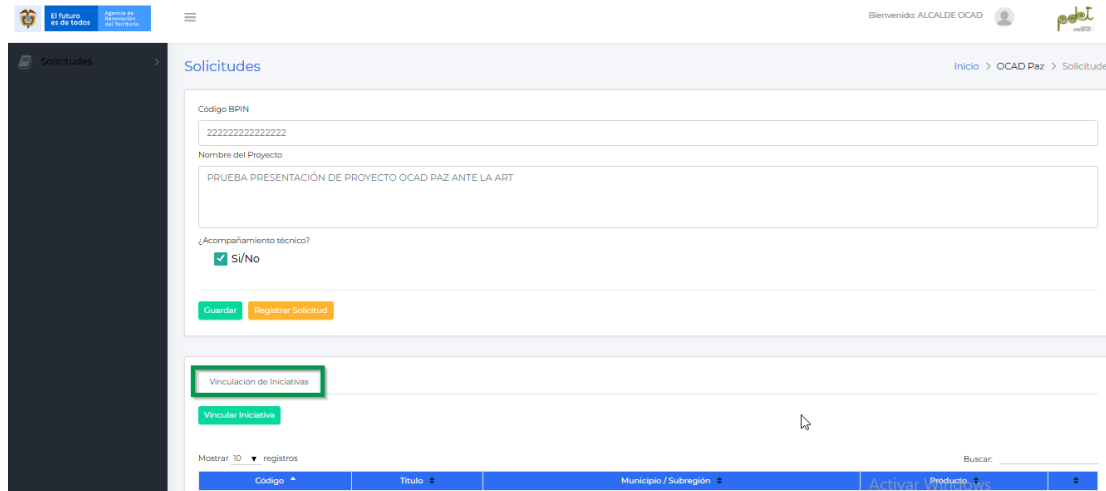 El futuro
es de todos
Agencia de
Renovación
del Territorio
Bienvenido: ALCALDE OCAD
pdet
Solicitudes
Solicitudes
Inicio > OCAD Paz > Solicitude
Código BPIN
222222222222222
Nombre del Proyecto
PRUEBA PRESENTACIÓN DE PROYECTO OCAD PAZ ANTE LA ART
¿Acompañamiento técnico?
Si/No
Guardar Registrar Solicitud
Vinculación de Iniciativas
Vincular Iniciativa
Mostrar 10 registros
Buscar:
Código Titulo Municipio / Subregión Producto
Activar Windows